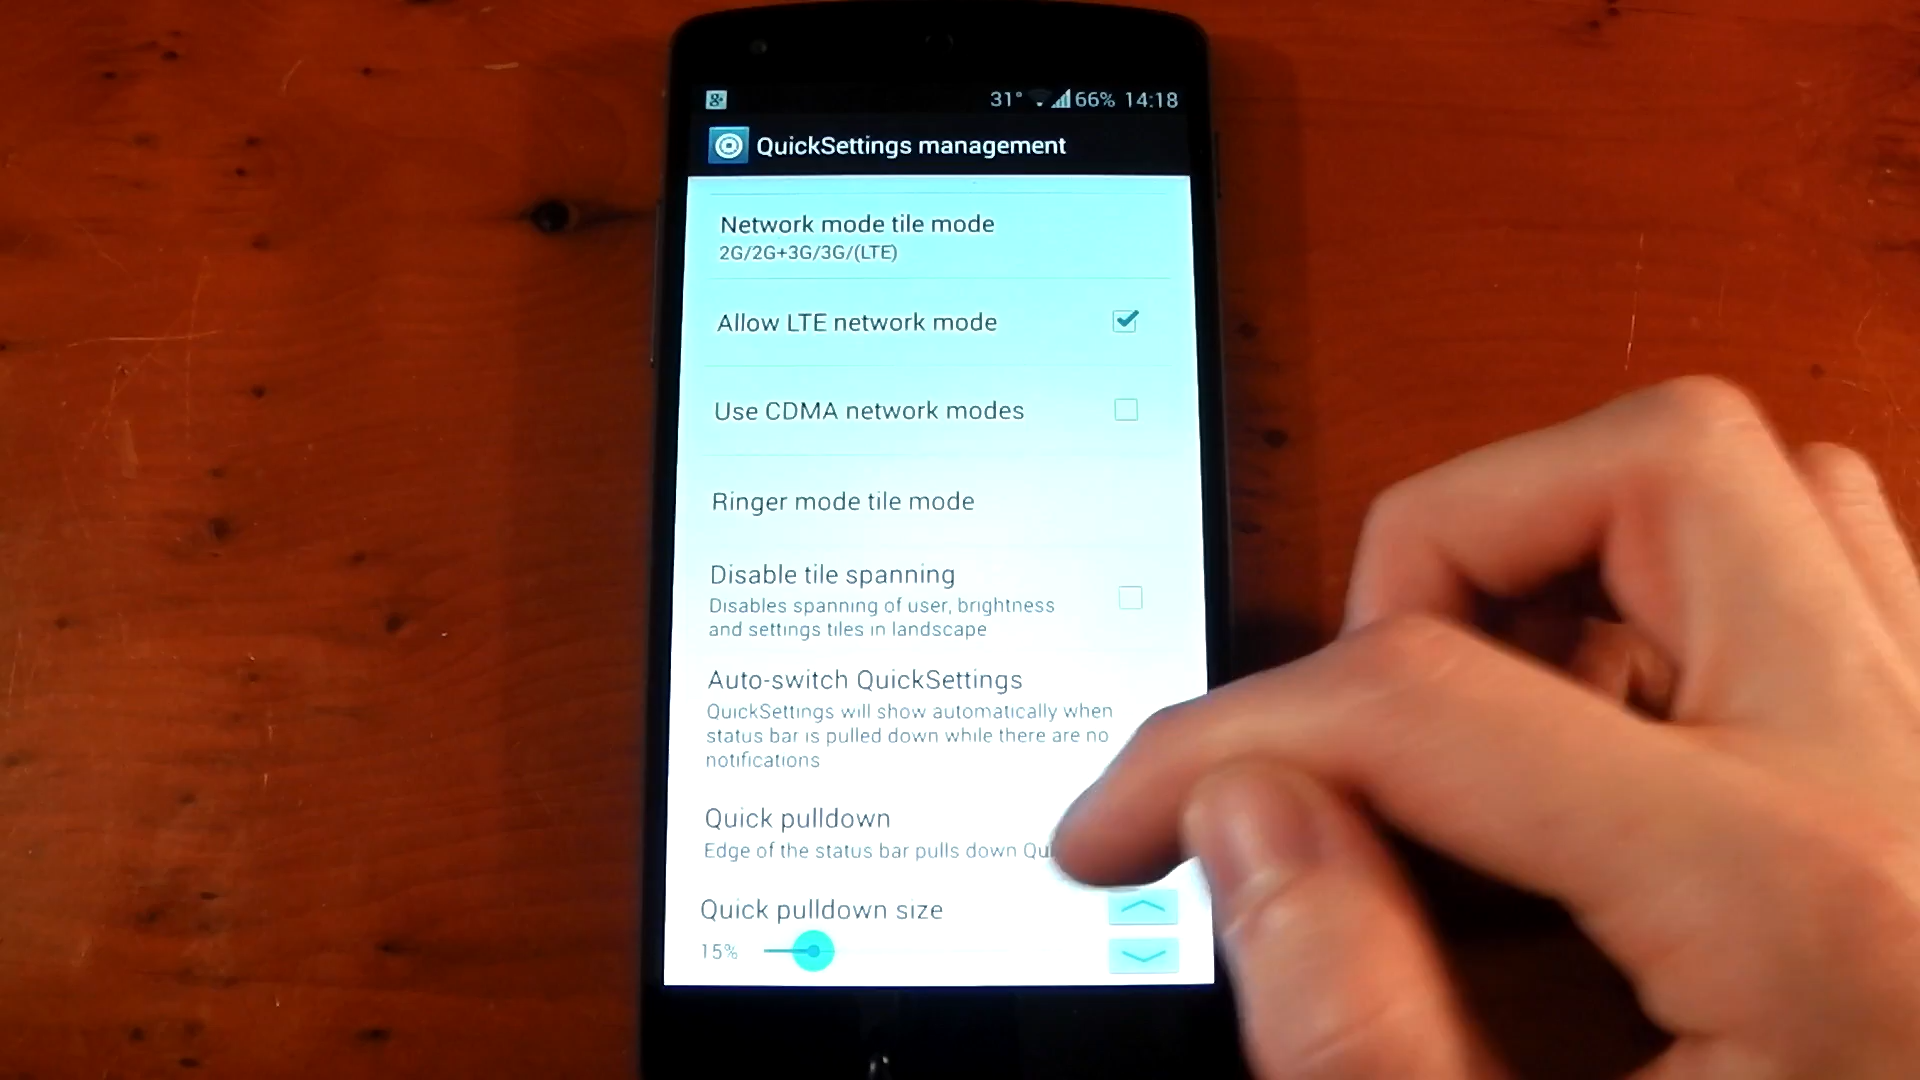 31° 66% 14:18
QuickSettings management
Network mode tile mode
2G/2G+3G/3G/(LTE)
Allow LTE network mode
Use CDMA network modes
Ringer mode tile mode
Disable tile spanning
Disables spanning of user, brightness
and settings tiles in landscape
Auto-switch QuickSettings
QuickSettings will show automatically when
status bar is pulled down while there are no
notifications
Quick pulldown
Edge of the status bar pulls down
Quick pulldown size
15%